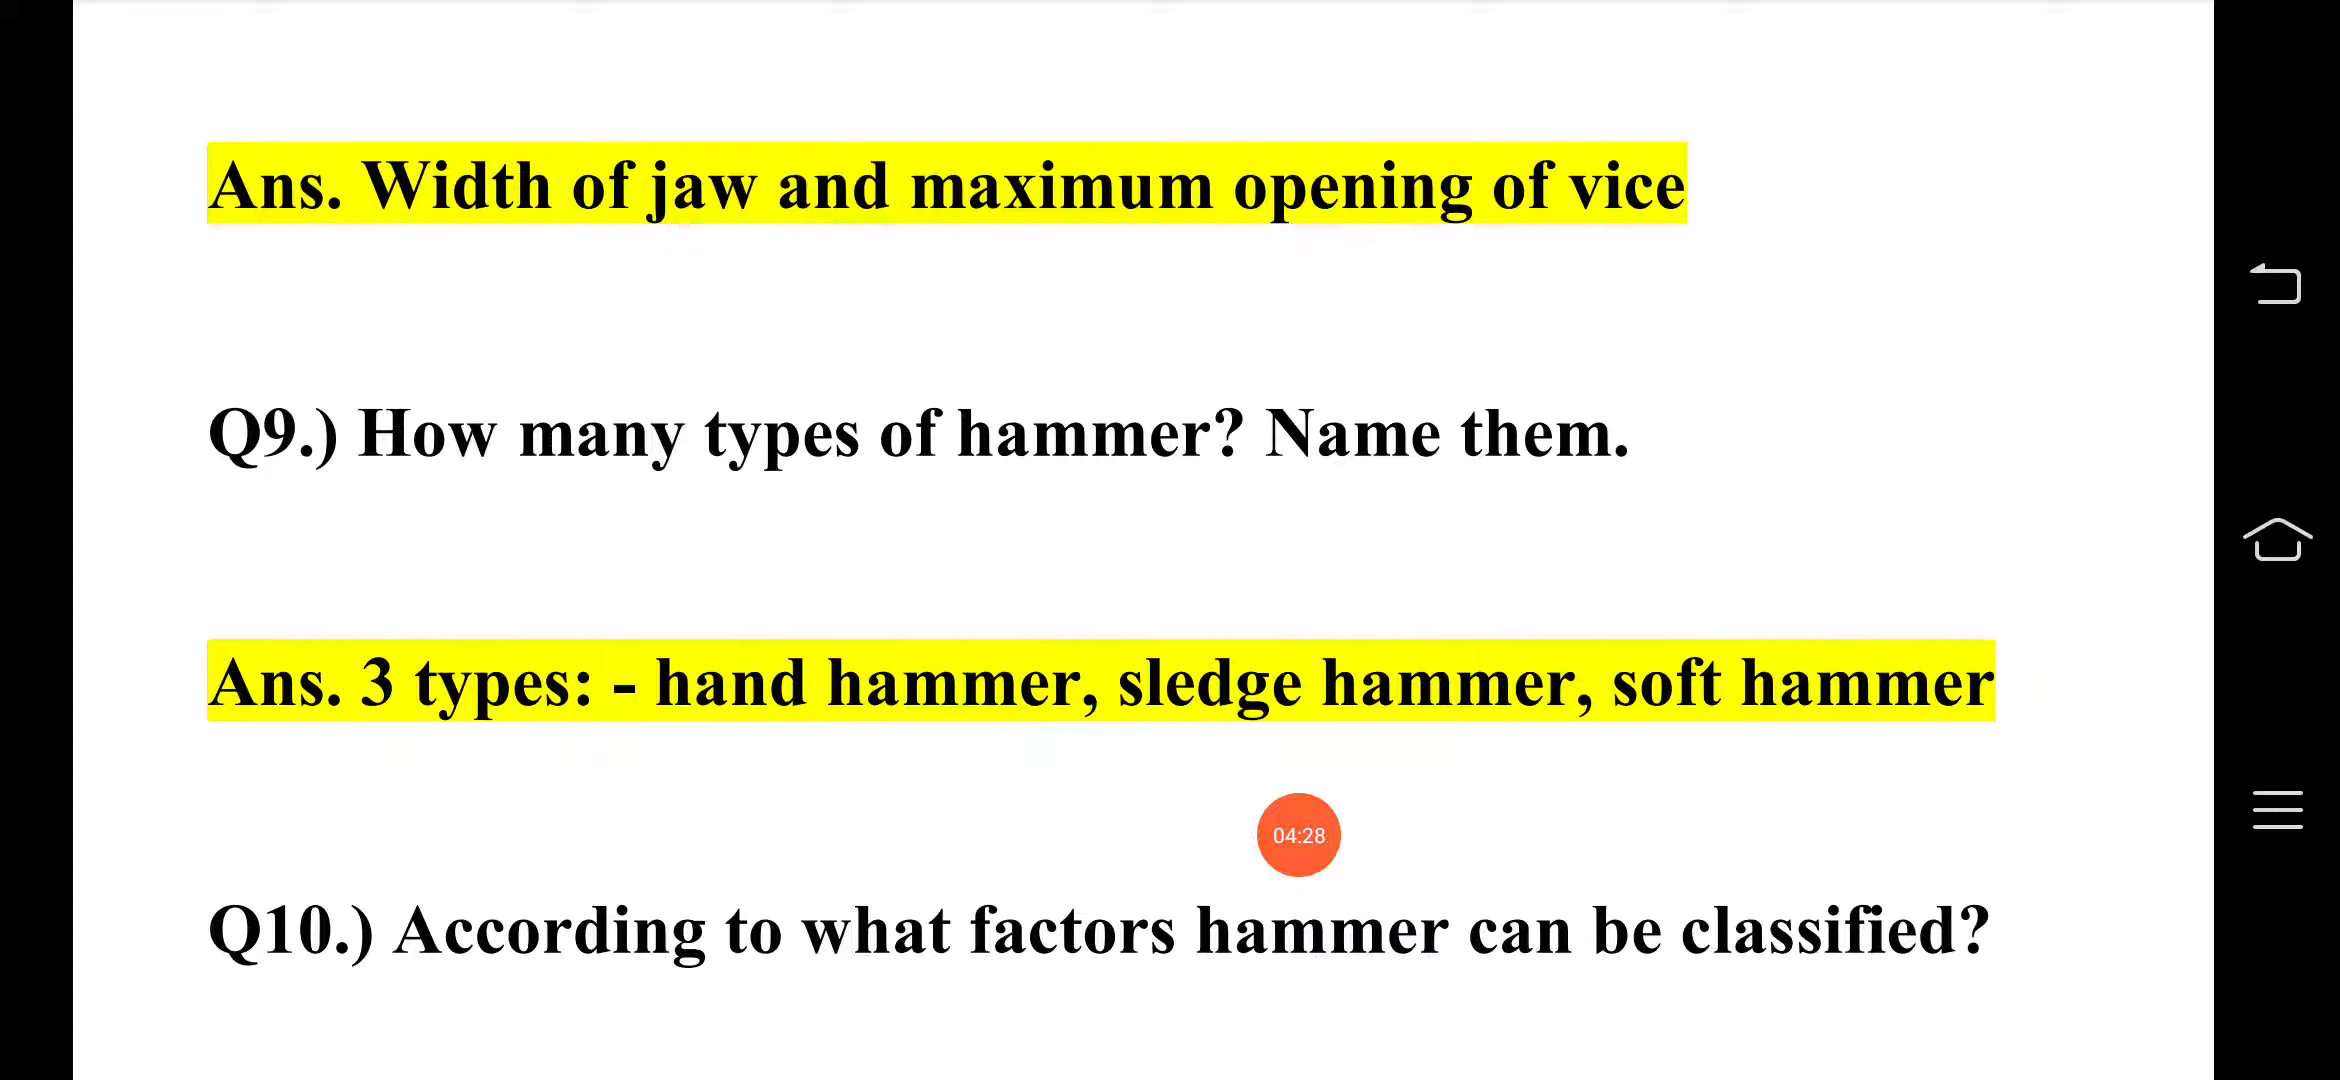 Ans. Width of jaw and maximum opening of vice
Q9.) How many types of hammer? Name them.
Ans. 3 types: - hand hammer, sledge hammer, soft hammer
04:28
Q10.) According to what factors hammer can be classified?